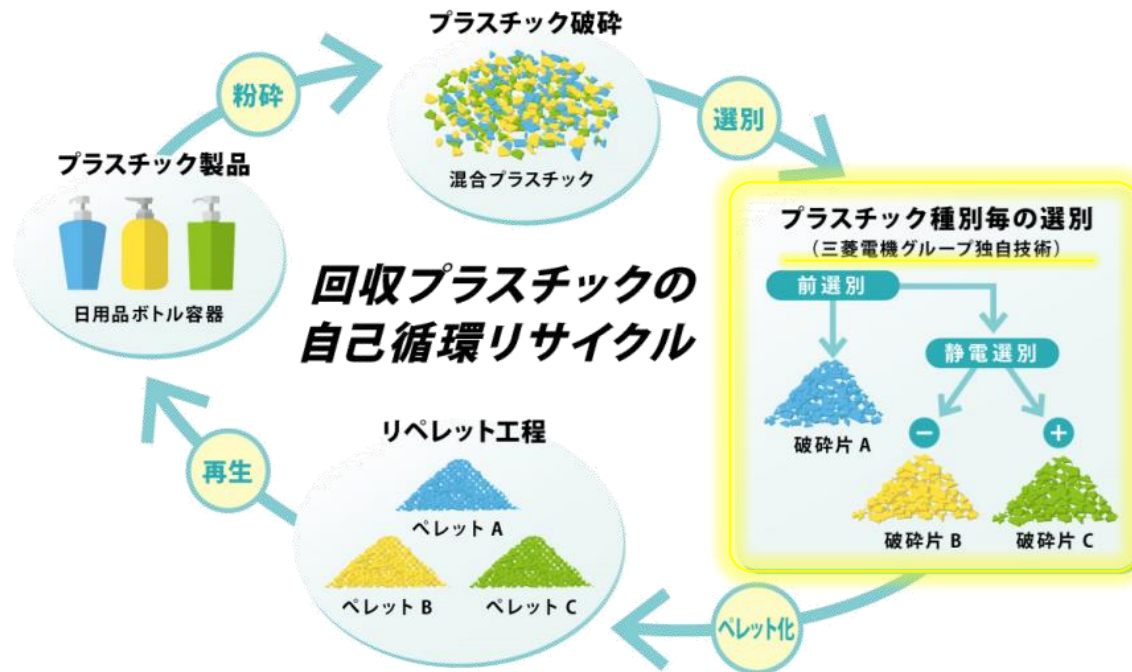 プラスチック破砕
混合プラスチック
粉砕
選別
プラスチック製品
日用品ボトル容器
プラスチック種別毎の選別
(三菱電機グループ独自技術)
前選別
静電選別
破砕片 A
−
+
破砕片 B
破砕片 C
回収プラスチックの
自己循環リサイクル
リペレット工程
ペレット A
ペレット B
ペレット C
再生
ペレット化